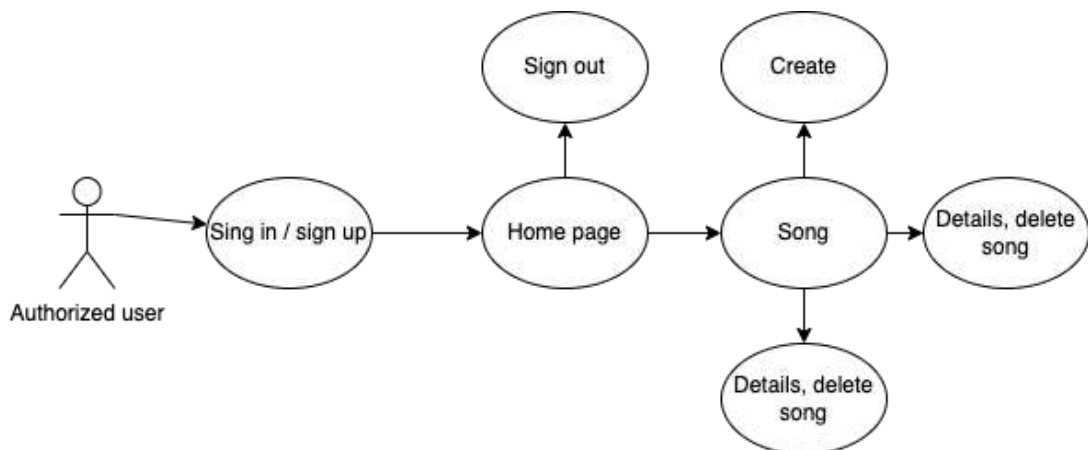 Sign out
Create
Sing in / sign up
Home page
Song
Details, delete
song
Authorized user
Details, delete
song